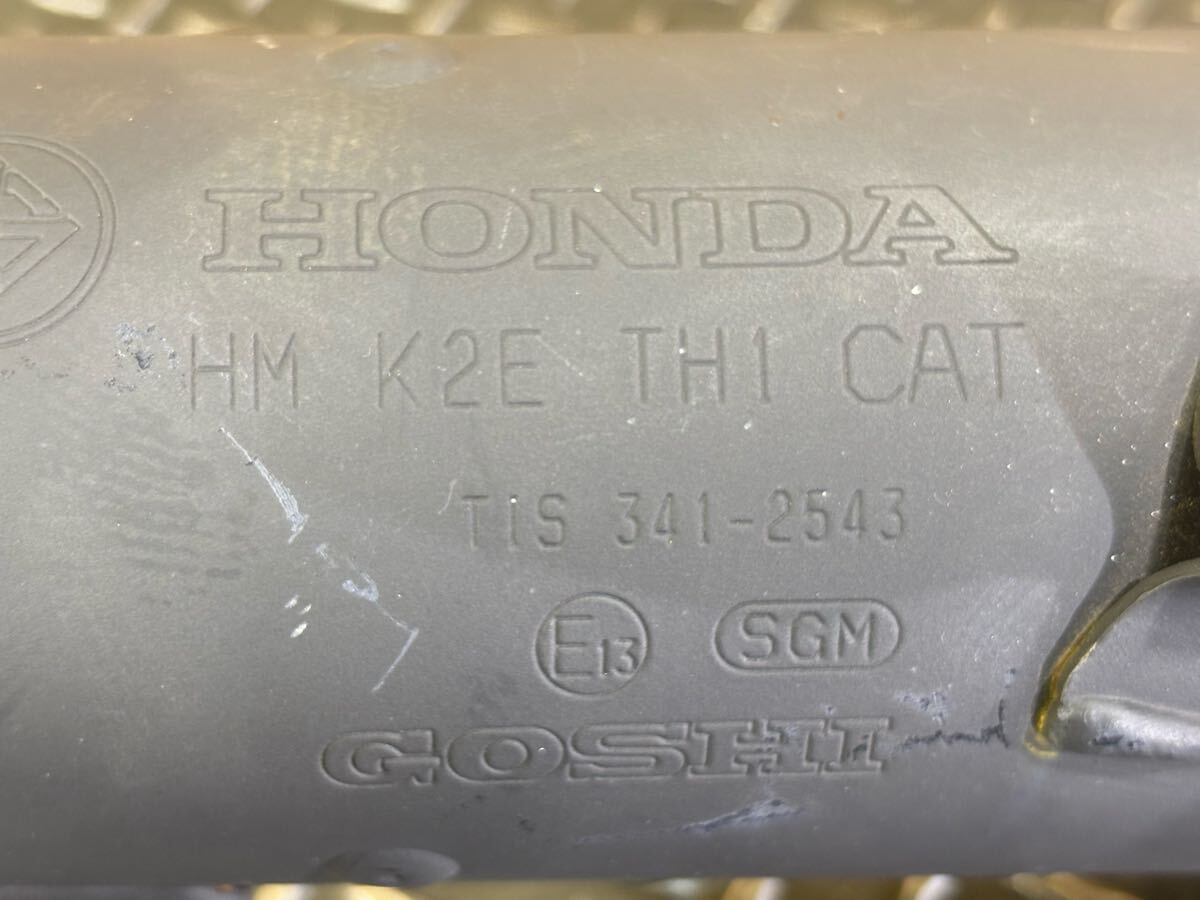 HONDA
HM K2E TH1 CAT
TIS 341-2543
E13 SGM
GOSHI